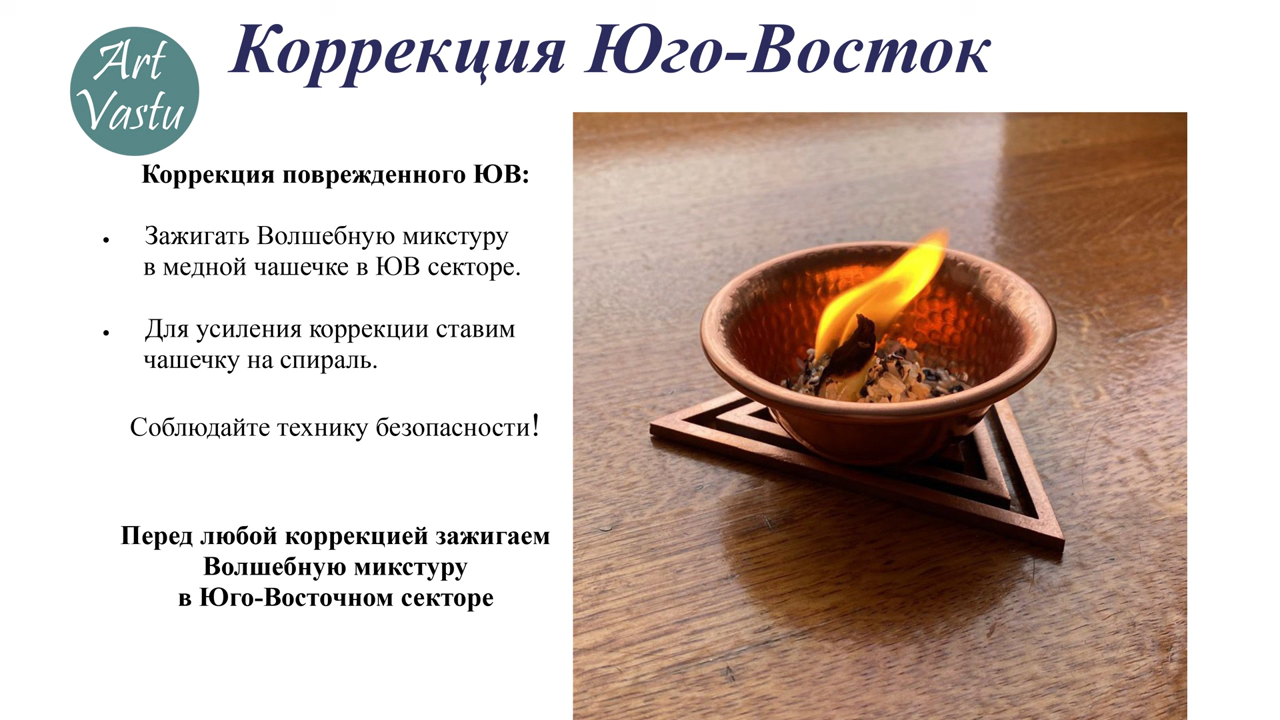 Art
Vastu
Коррекция Юго-Восток
Коррекция поврежденного ЮВ:
• Зажигать Волшебную микстуру
в медной чашечке в ЮВ секторе.
• Для усиления коррекции ставим
чашечку на спираль.
Соблюдайте технику безопасности!
Перед любой коррекцией зажигаем
Волшебную микстуру
в Юго-Восточном секторе